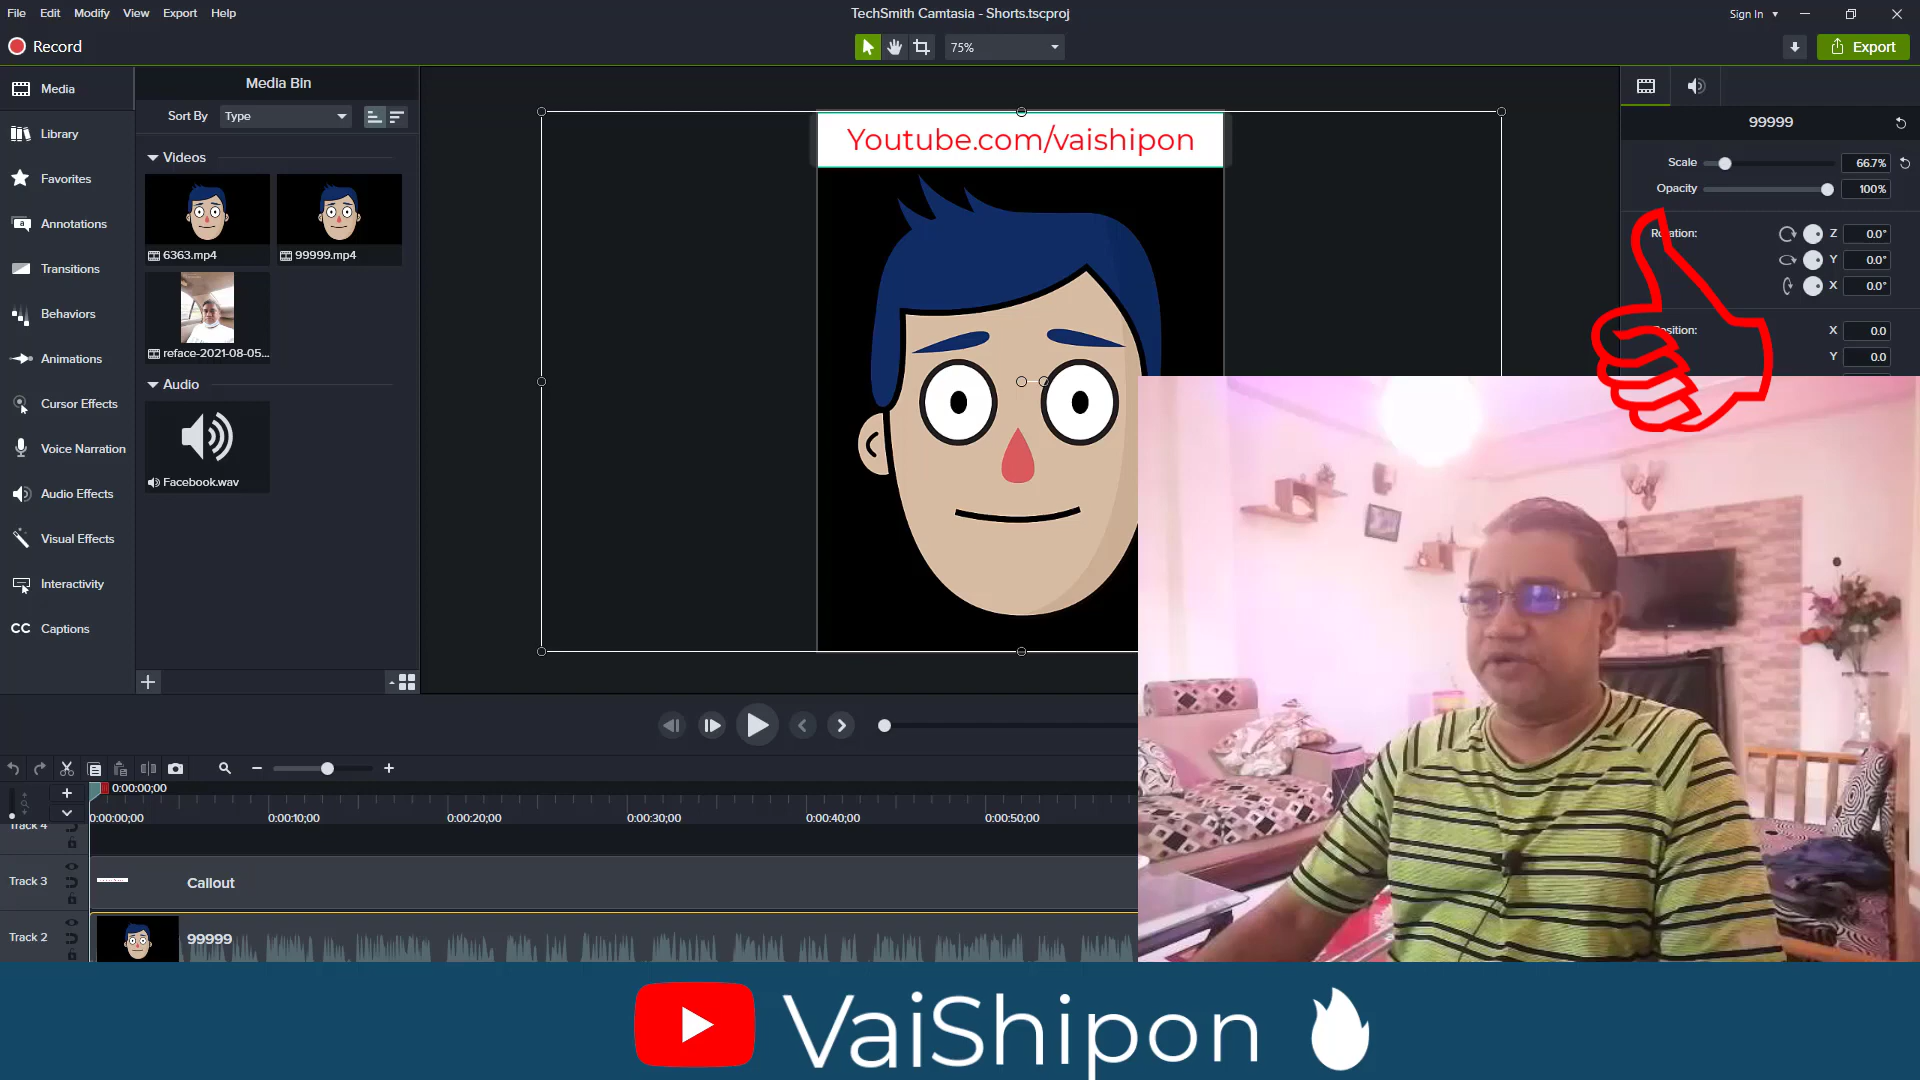 File Edit Modify View Export Help
TechSmith Camtasia - Shorts.tscproj
Sign In
Record
75%
Export
Media
Library
Favorites
Annotations
Transitions
Behaviors
Animations
Cursor Effects
Voice Narration
Audio Effects
Visual Effects
Interactivity
CC Captions
Media Bin
Sort By Type
Videos
6363.mp4
99999.mp4
reface-2021-08-05...
Audio
Facebook.wav
Youtube.com/vaishipon
99999
Scale 66.7%
Opacity 100%
Rotation: Z 0.0°
Y 0.0°
X 0.0°
Position: X 0.0
Y 0.0
0:00:00;00
0:00:00;00 0:00:10;00 0:00:20;00 0:00:30;00 0:00:40;00 0:00:50;00
Track 4
Track 3 Callout
Track 2 99999
VaiShipon